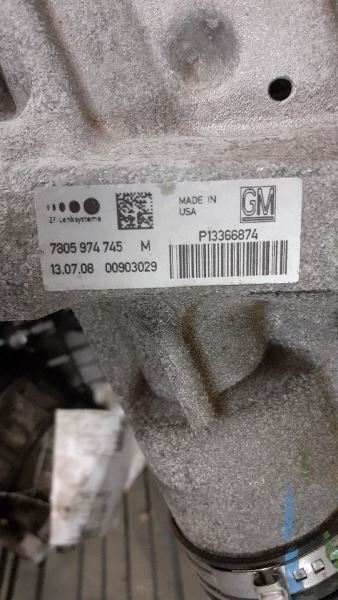 ZF Lenksysteme
MADE IN
USA
GM
7805 974 745 M
P13366874
13.07.08 00903029